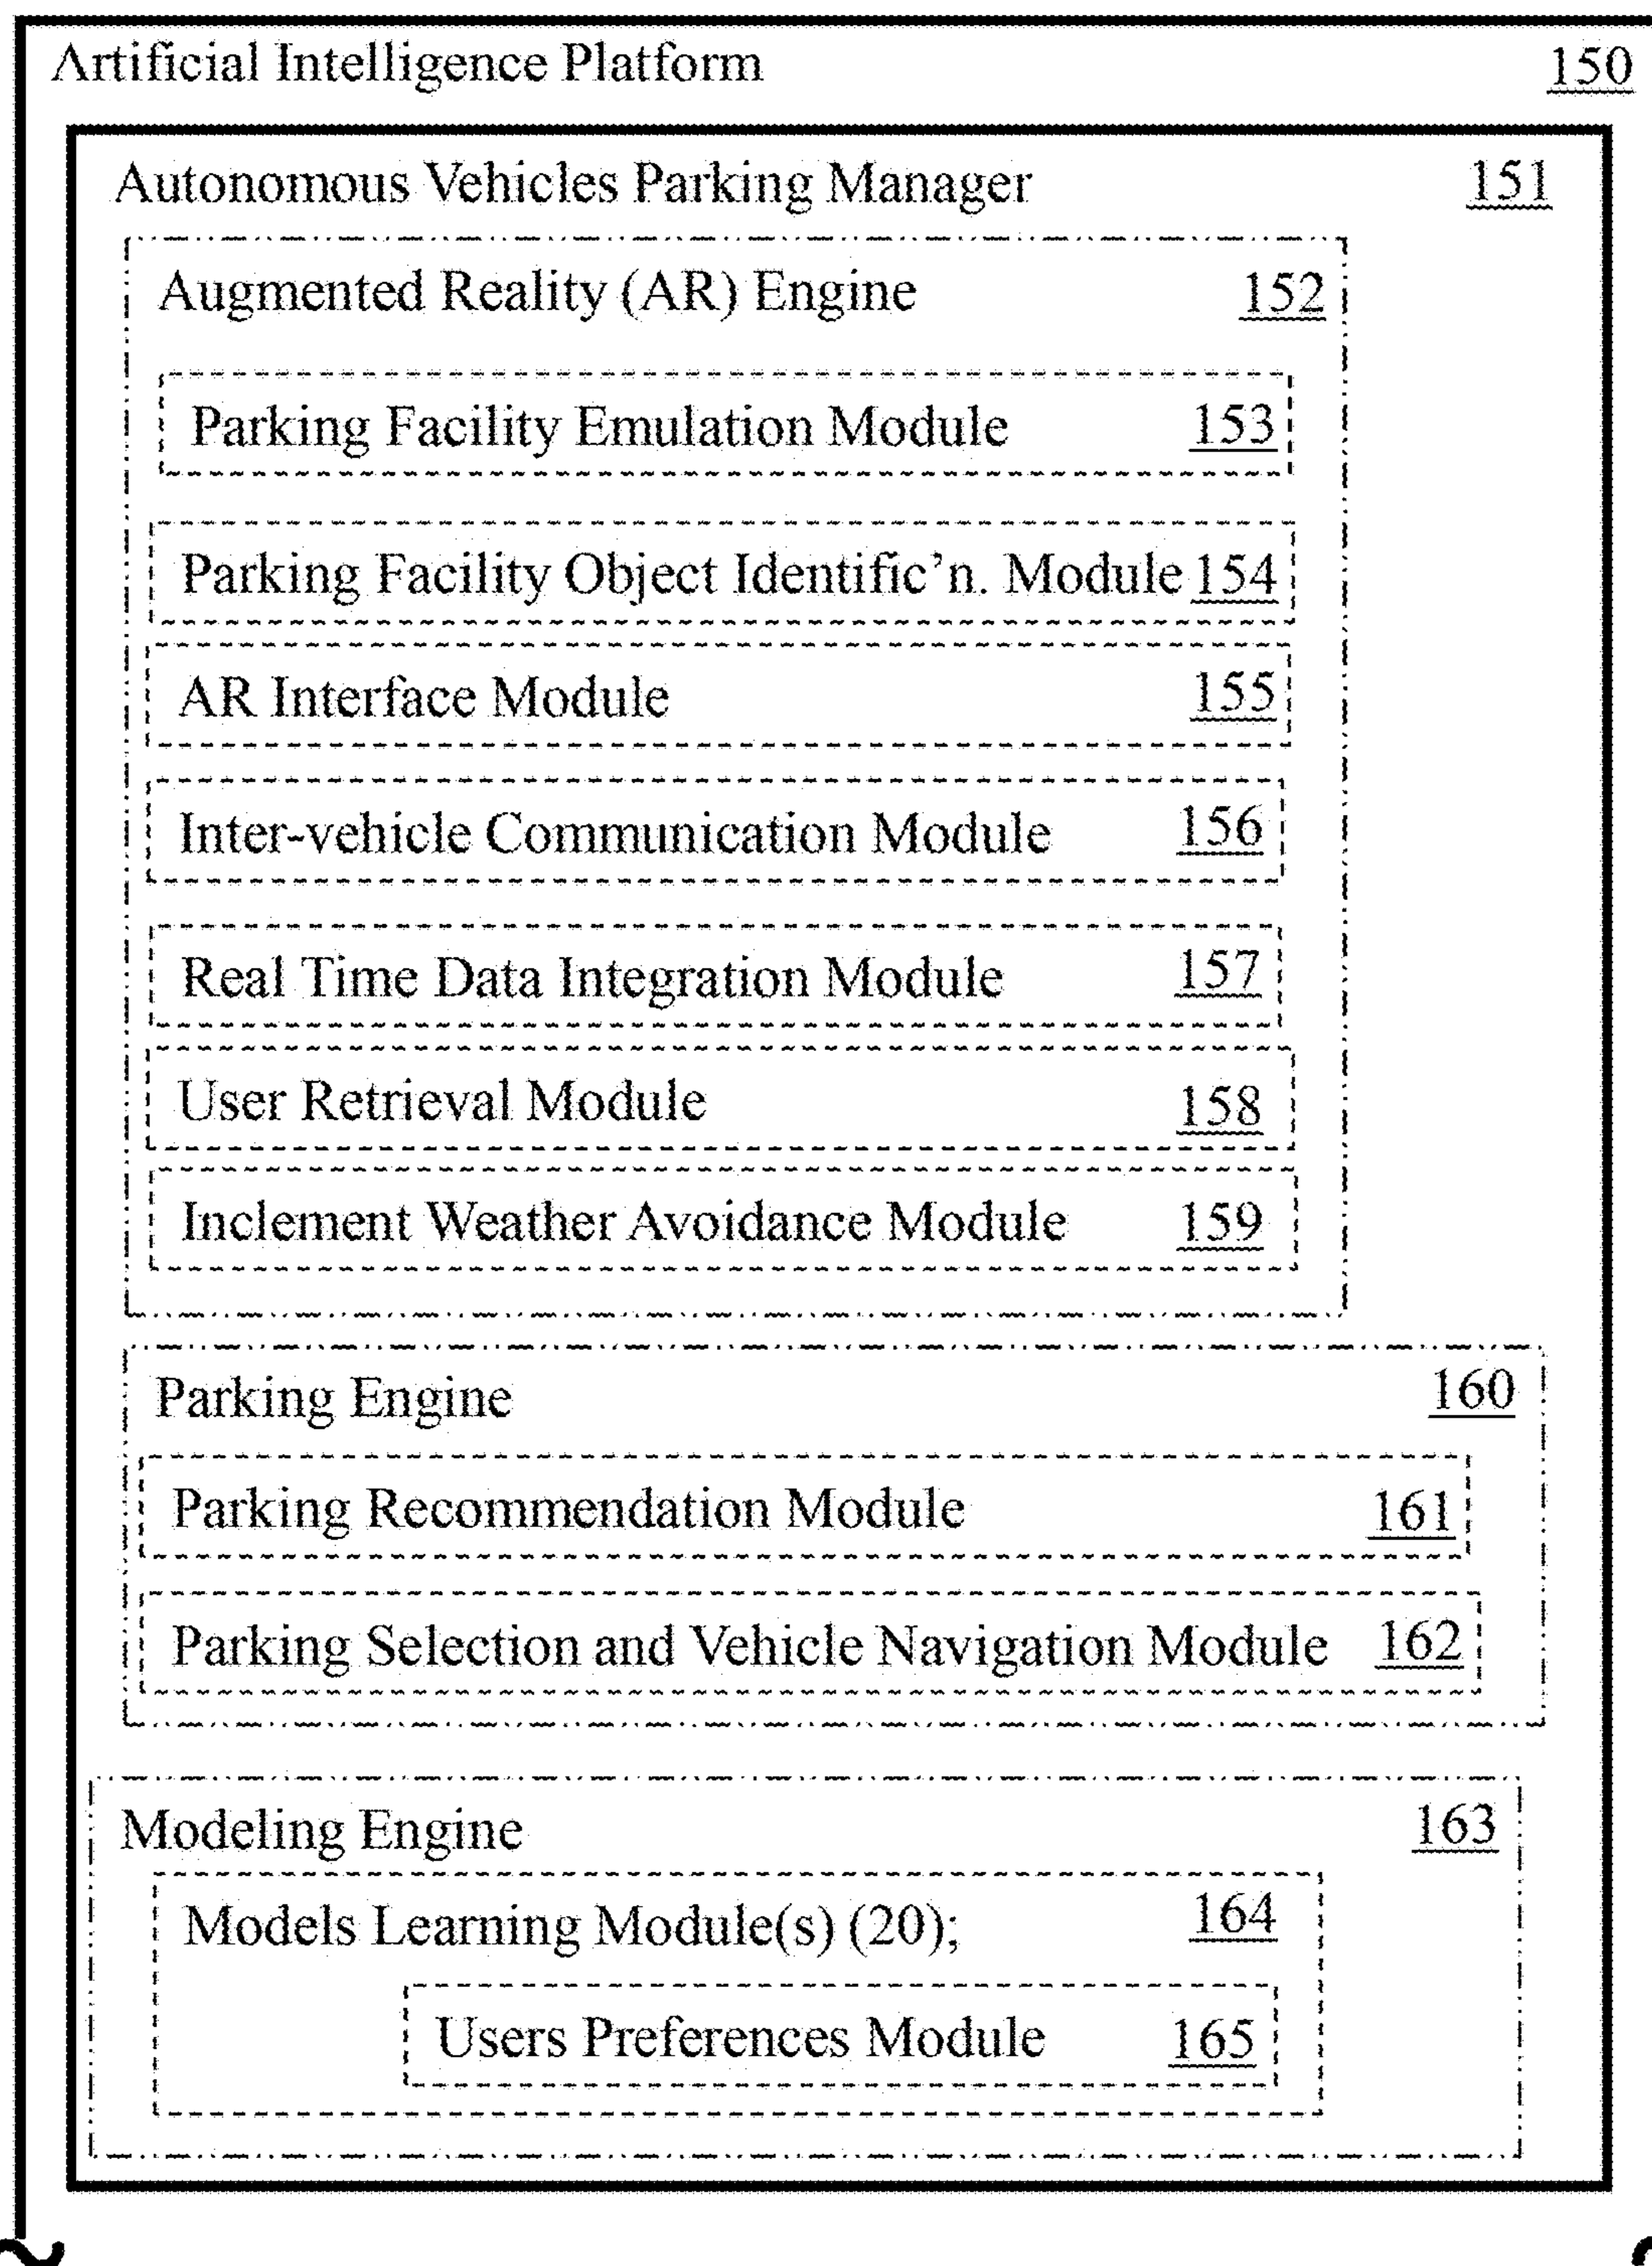 Artificial Intelligence Platform 150
Autonomous Vehicles Parking Manager 151
Augmented Reality (AR) Engine 152
Parking Facility Emulation Module 153
Parking Facility Object Identific’n. Module 154
AR Interface Module 155
Inter-vehicle Communication Module 156
Real Time Data Integration Module 157
User Retrieval Module 158
Inclement Weather Avoidance Module 159
Parking Engine 160
Parking Recommendation Module 161
Parking Selection and Vehicle Navigation Module 162
Modeling Engine 163
Models Learning Module(s) (20); 164
Users Preferences Module 165